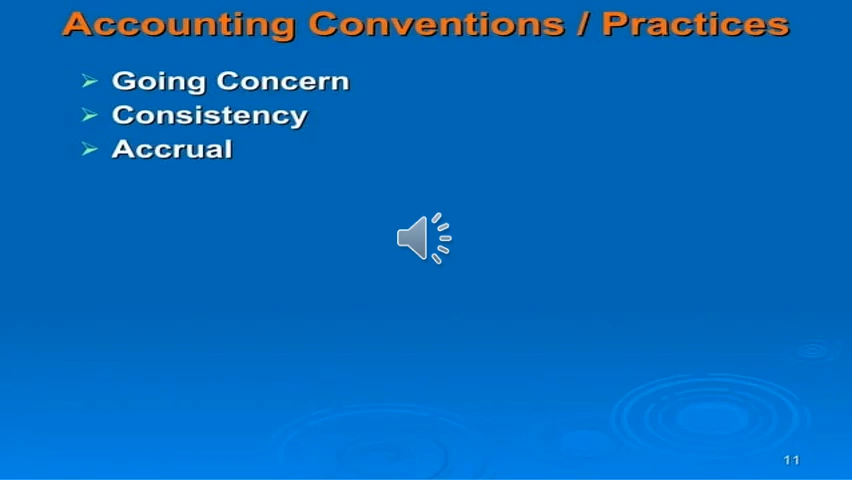 Accounting Conventions / Practices
➢ Going Concern
➢ Consistency
➢ Accrual
11